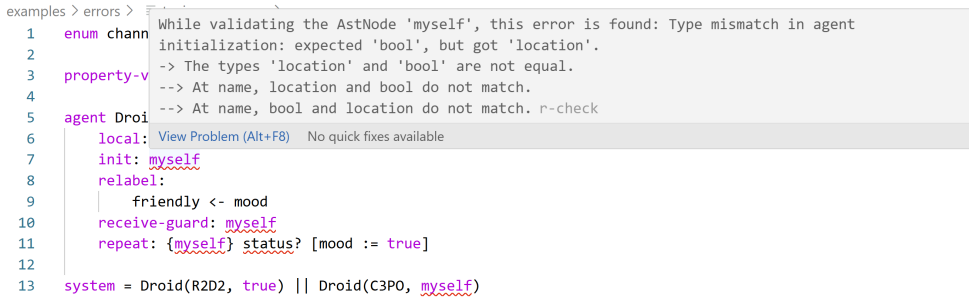 examples > errors >
While validating the AstNode 'myself', this error is found: Type mismatch in agent
initialization: expected 'bool', but got 'location'.
-> The types 'location' and 'bool' are not equal.
--> At name, location and bool do not match.
--> At name, bool and location do not match. r-check
View Problem (Alt+F8) No quick fixes available
1 enum chann
2
3 property-v
4
5 agent Droi
6 local:
7 init: myself
8 relabel:
9 friendly <- mood
10 receive-guard: myself
11 repeat: {myself} status? [mood := true]
12
13 system = Droid(R2D2, true) || Droid(C3PO, myself)